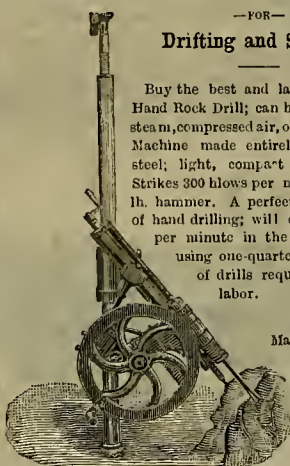 —FOR—
Drifting and S
Buy the best and la
Hand Rock Drill; can b
steam, compressed air, o
Machine made entirel
steel; light, compact
Strikes 300 blows per m
lb. hammer. A perfec
of hand drilling; will 
per minute in the
using one-quarte
of drills requ
labor.
Ma